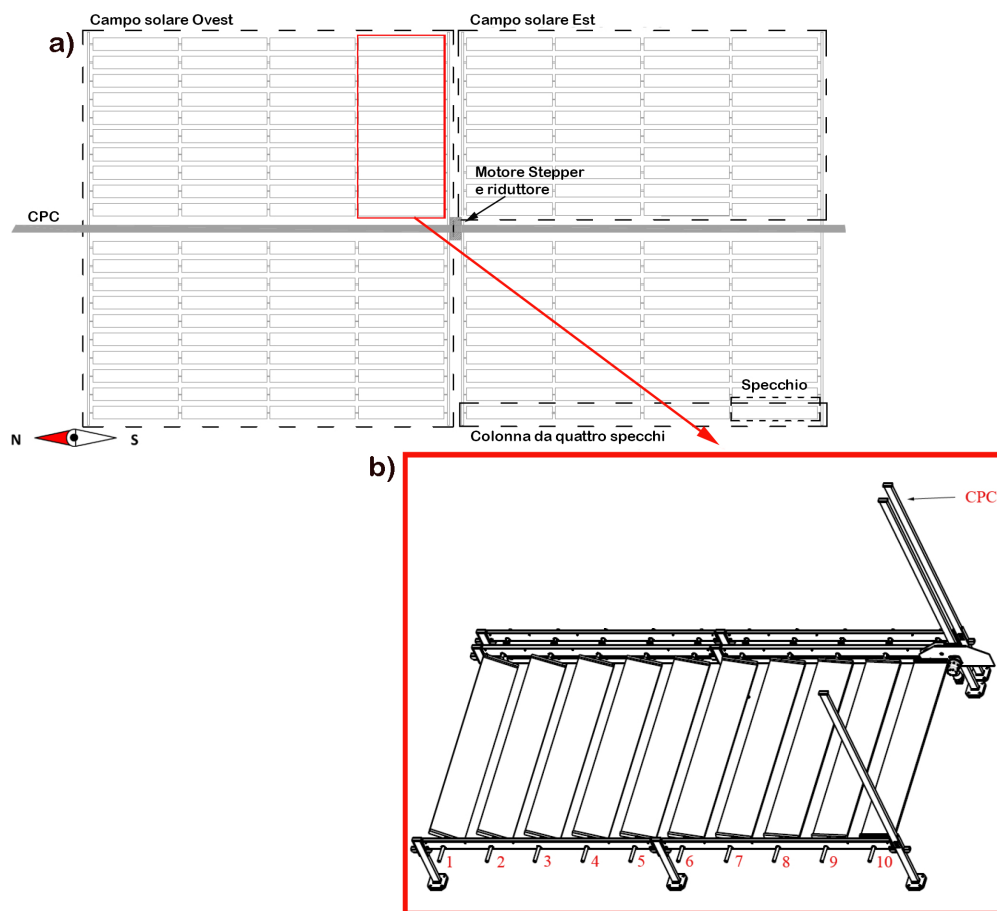 Campo solare Ovest
Campo solare Est
a)
Motore Stepper
e riduttore
CPC
Specchio
N
S
Colonna da quattro specchi
b)
CPC
1 2 3 4 5 6 7 8 9 10